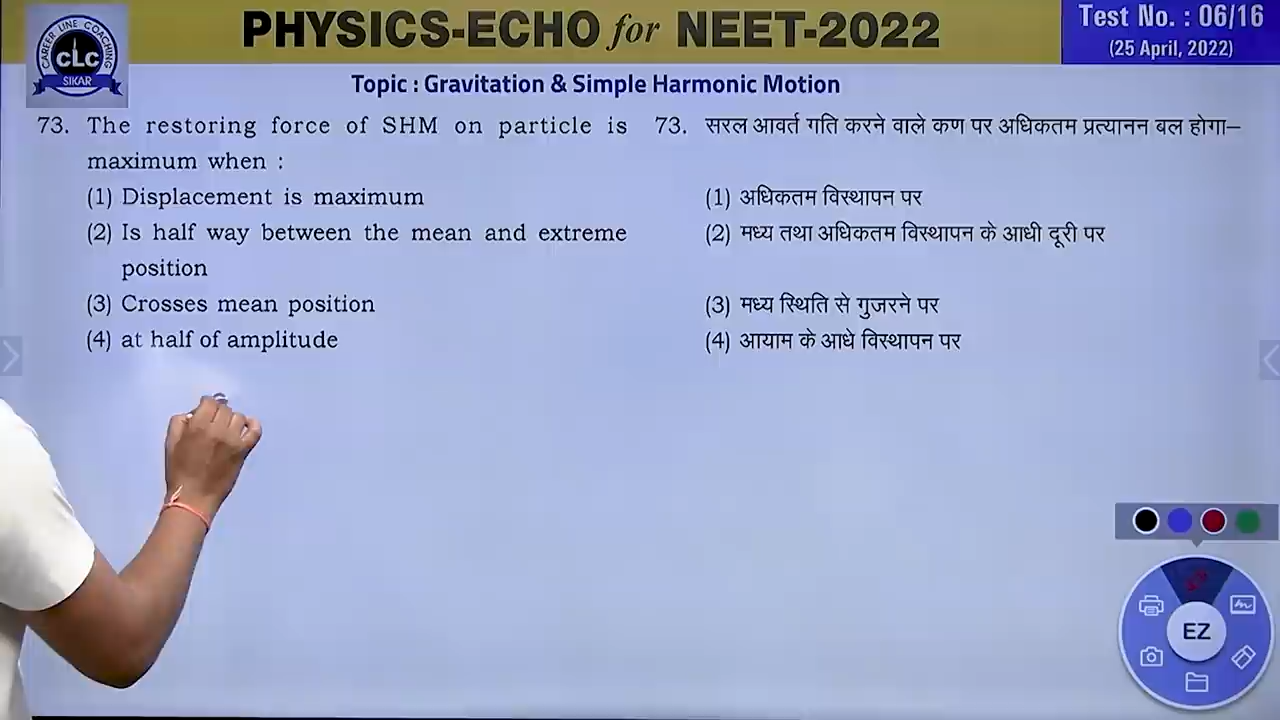 PHYSICS-ECHO for NEET-2022
Test No. : 06/16
(25 April, 2022)
CAREER LINE COACHING
CLC
SIKAR
Topic : Gravitation & Simple Harmonic Motion
73. The restoring force of SHM on particle is
maximum when :
(1) Displacement is maximum
(2) Is half way between the mean and extreme
position
(3) Crosses mean position
(4) at half of amplitude
73. सरल आवर्त गति करने वाले कण पर अधिकतम प्रत्यानन बल होगा–
(1) अधिकतम विस्थापन पर
(2) मध्य तथा अधिकतम विस्थापन के आधी दूरी पर
(3) मध्य स्थिति से गुजरने पर
(4) आयाम के आधे विस्थापन पर
EZ